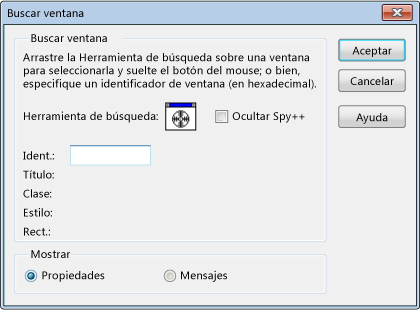 Buscar ventana
Buscar ventana
Aceptar
Arrastre la Herramienta de búsqueda sobre una ventana
para seleccionarla y suelte el botón del mouse; o bien,
especifique un identificador de ventana (en hexadecimal).
Cancelar
Herramienta de búsqueda:
Ocultar Spy++
Ayuda
Ident.:
Título:
Clase:
Estilo:
Rect.:
Mostrar
Propiedades
Mensajes